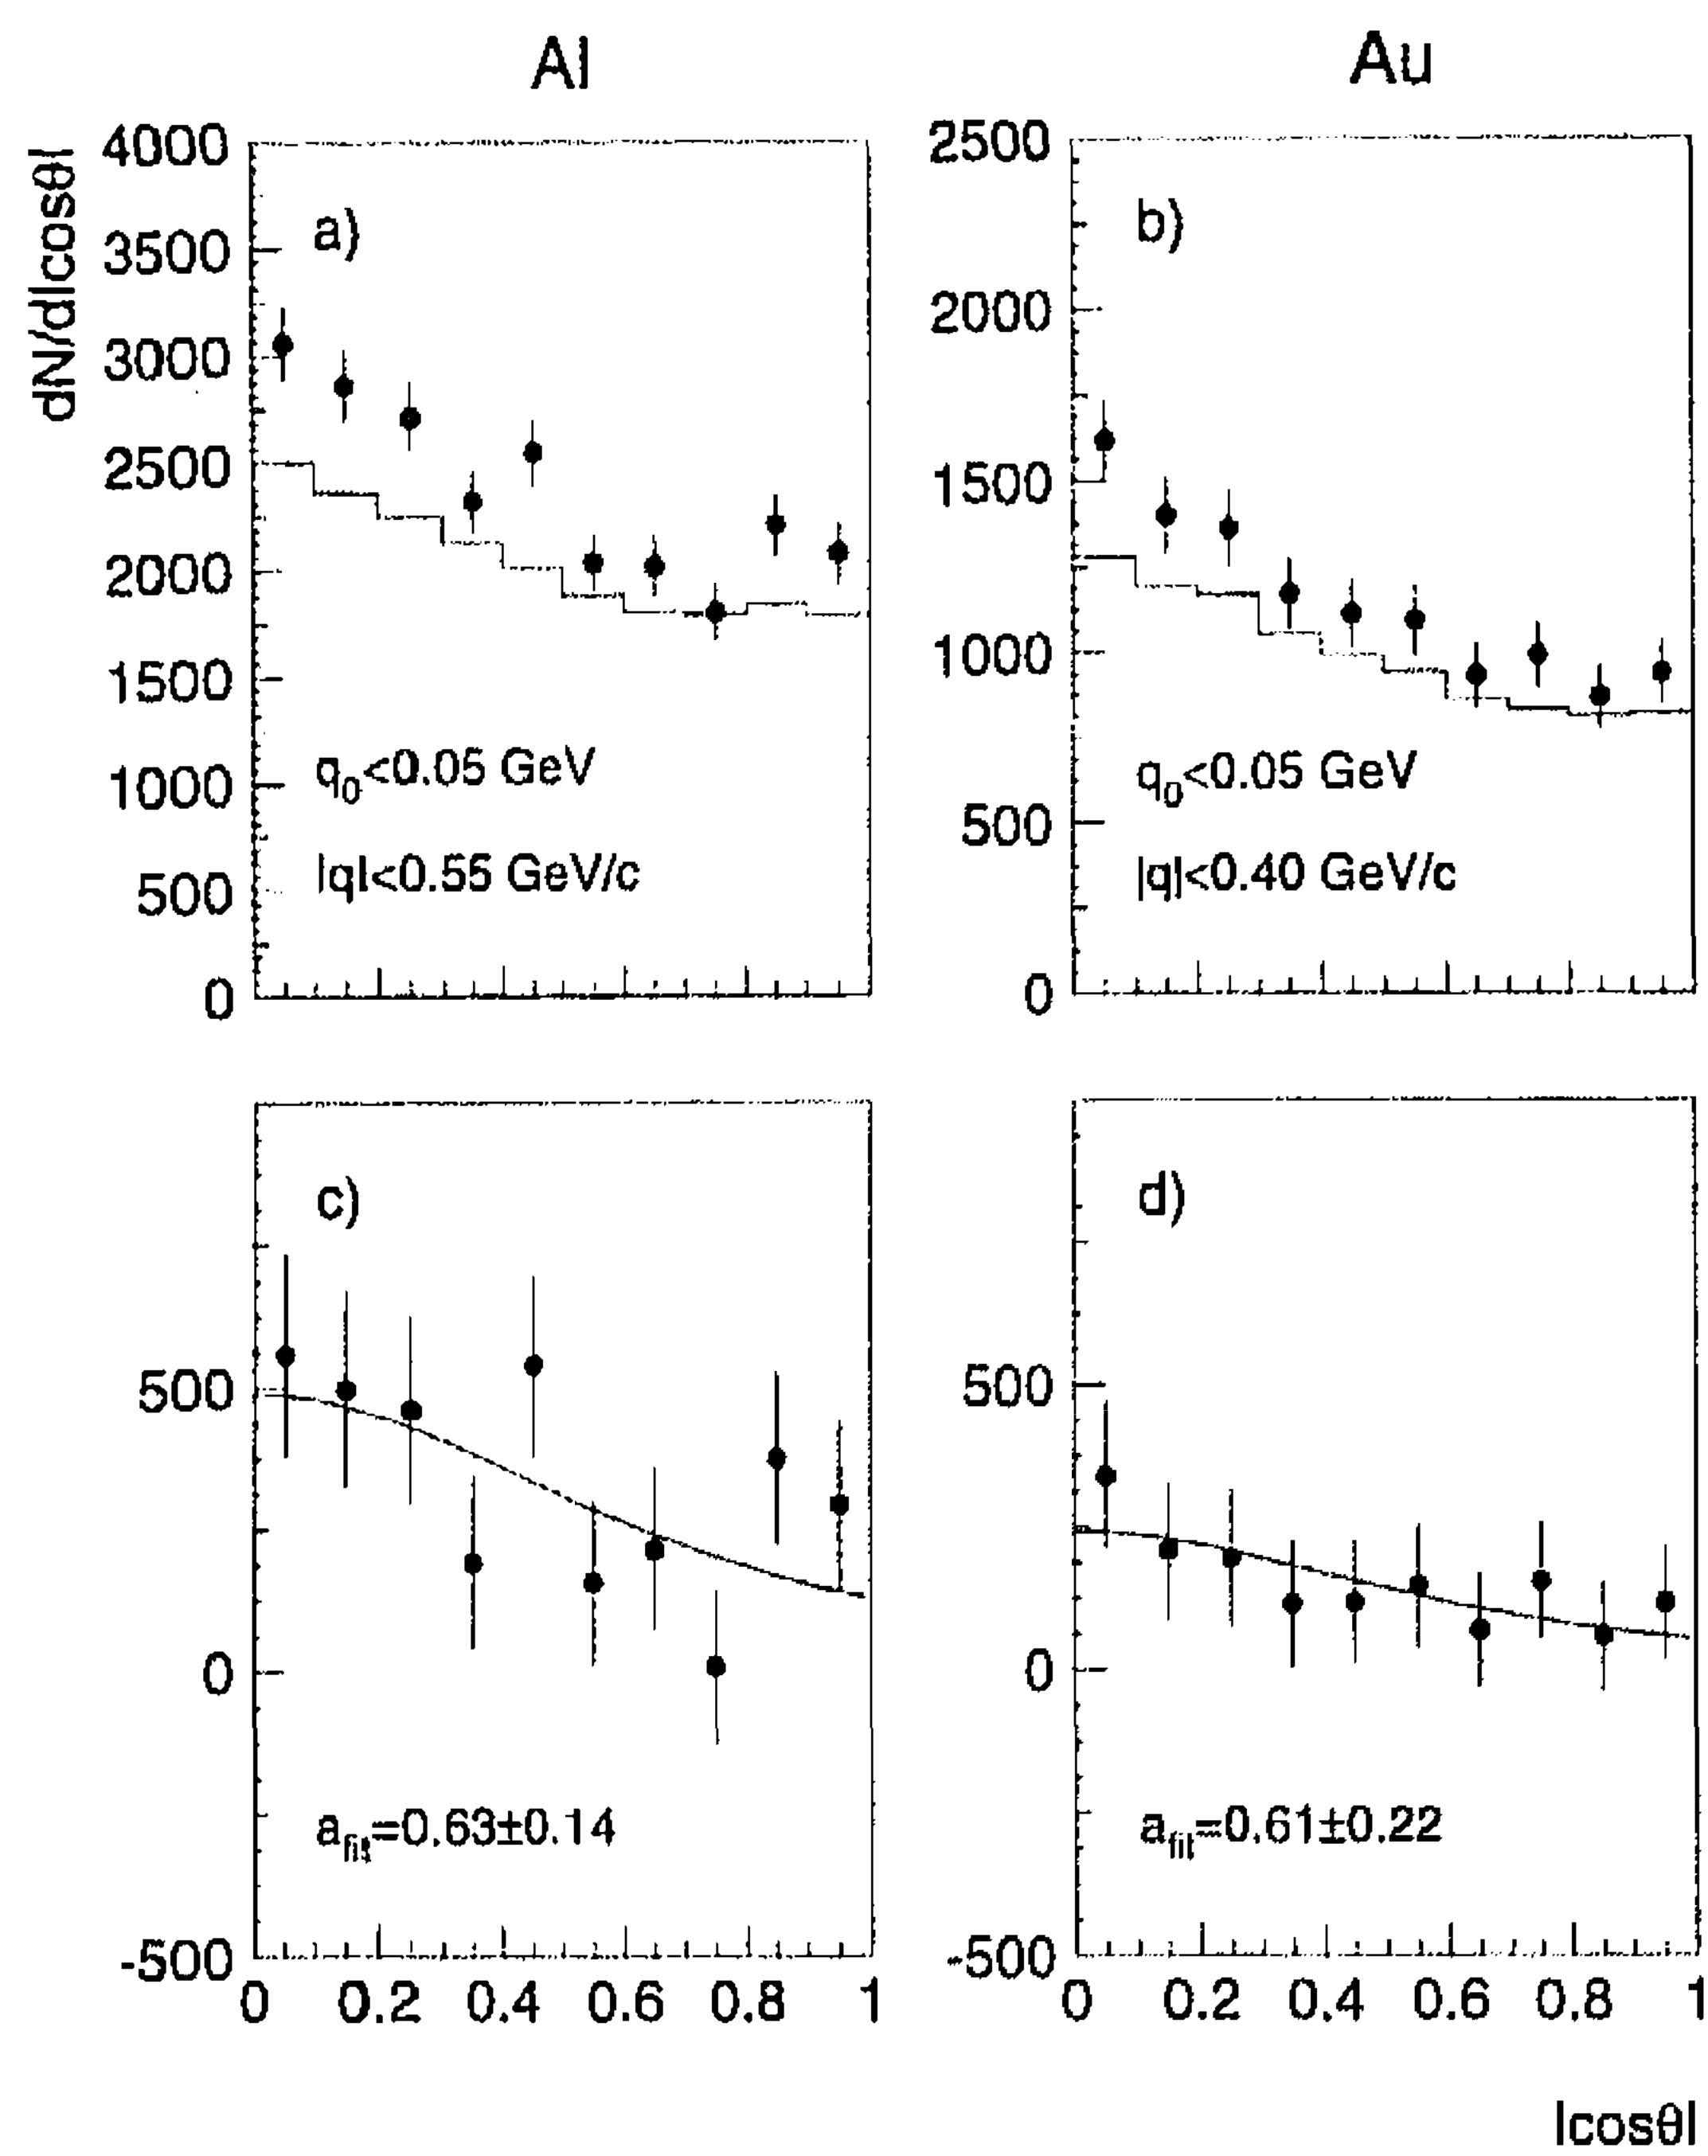 Al
Au
dN/d|cosθ|
4000
3500
3000
2500
2000
1500
1000
500
0
a)
q₀<0.05 GeV
|q|<0.55 GeV/c
2500
2000
1500
1000
500
0
b)
q₀<0.05 GeV
|q|<0.40 GeV/c
500
0
-500
c)
a_fit=0.63±0.14
0 0.2 0.4 0.6 0.8 1
500
0
-500
d)
a_fit=0.61±0.22
0 0.2 0.4 0.6 0.8 1
|cosθ|